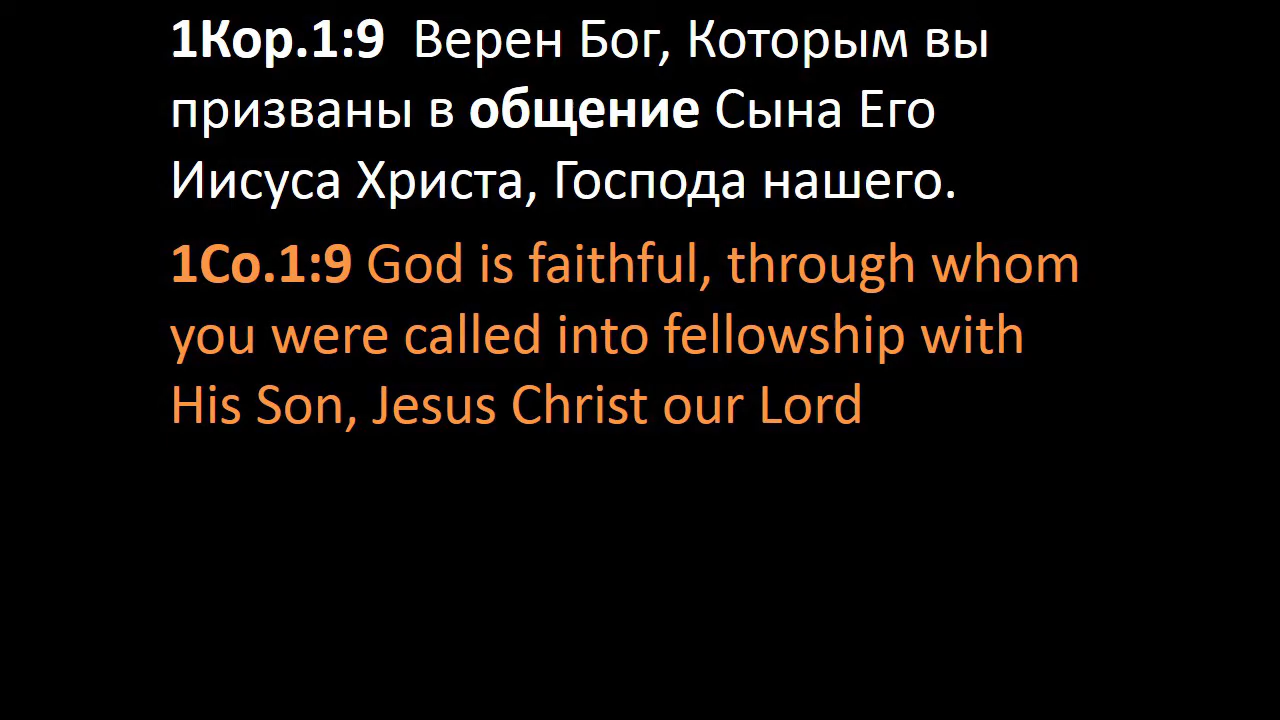 1Кор.1:9  Верен Бог, Которым вы
призваны в общение Сына Его
Иисуса Христа, Господа нашего.
1Co.1:9 God is faithful, through whom
you were called into fellowship with
His Son, Jesus Christ our Lord